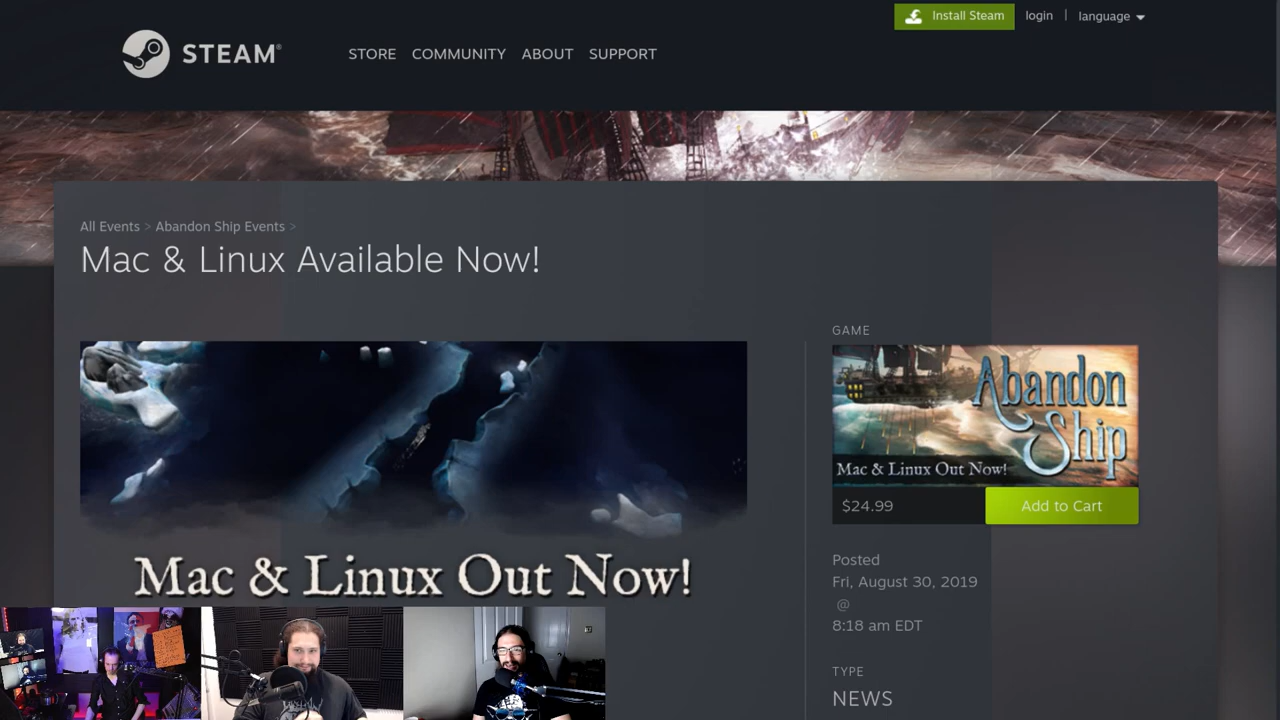 Install Steam
login
language
STEAM®
STORE COMMUNITY ABOUT SUPPORT
All Events > Abandon Ship Events >
Mac & Linux Available Now!
GAME
Abandon
Ship
Mac & Linux Out Now!
$24.99
Add to Cart
Mac & Linux Out Now!
Posted
Fri, August 30, 2019
@
8:18 am EDT
TYPE
NEWS